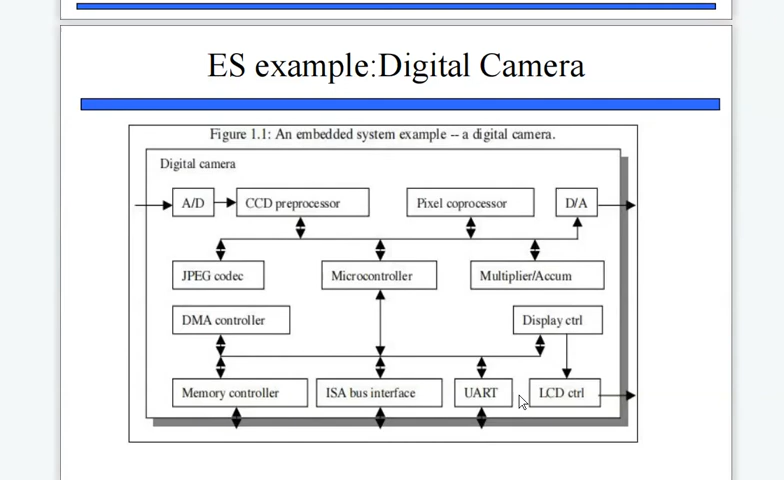 ES example:Digital Camera
Figure 1.1: An embedded system example -- a digital camera.
Digital camera
A/D
CCD preprocessor
Pixel coprocessor
D/A
JPEG codec
Microcontroller
Multiplier/Accum
DMA controller
Display ctrl
Memory controller
ISA bus interface
UART
LCD ctrl